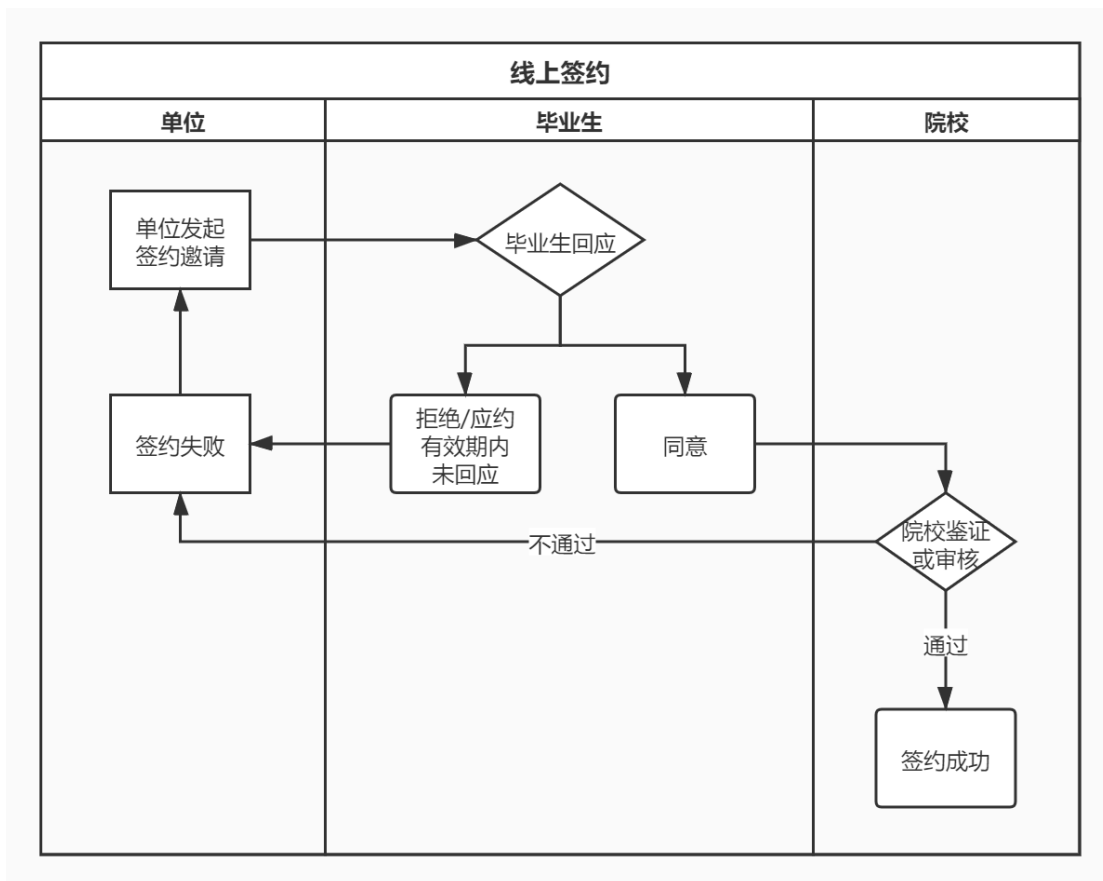 线上签约
单位
毕业生
院校
单位发起
签约邀请
毕业生回应
签约失败
拒绝/应约
有效期内
未回应
同意
院校鉴证
或审核
不通过
通过
签约成功